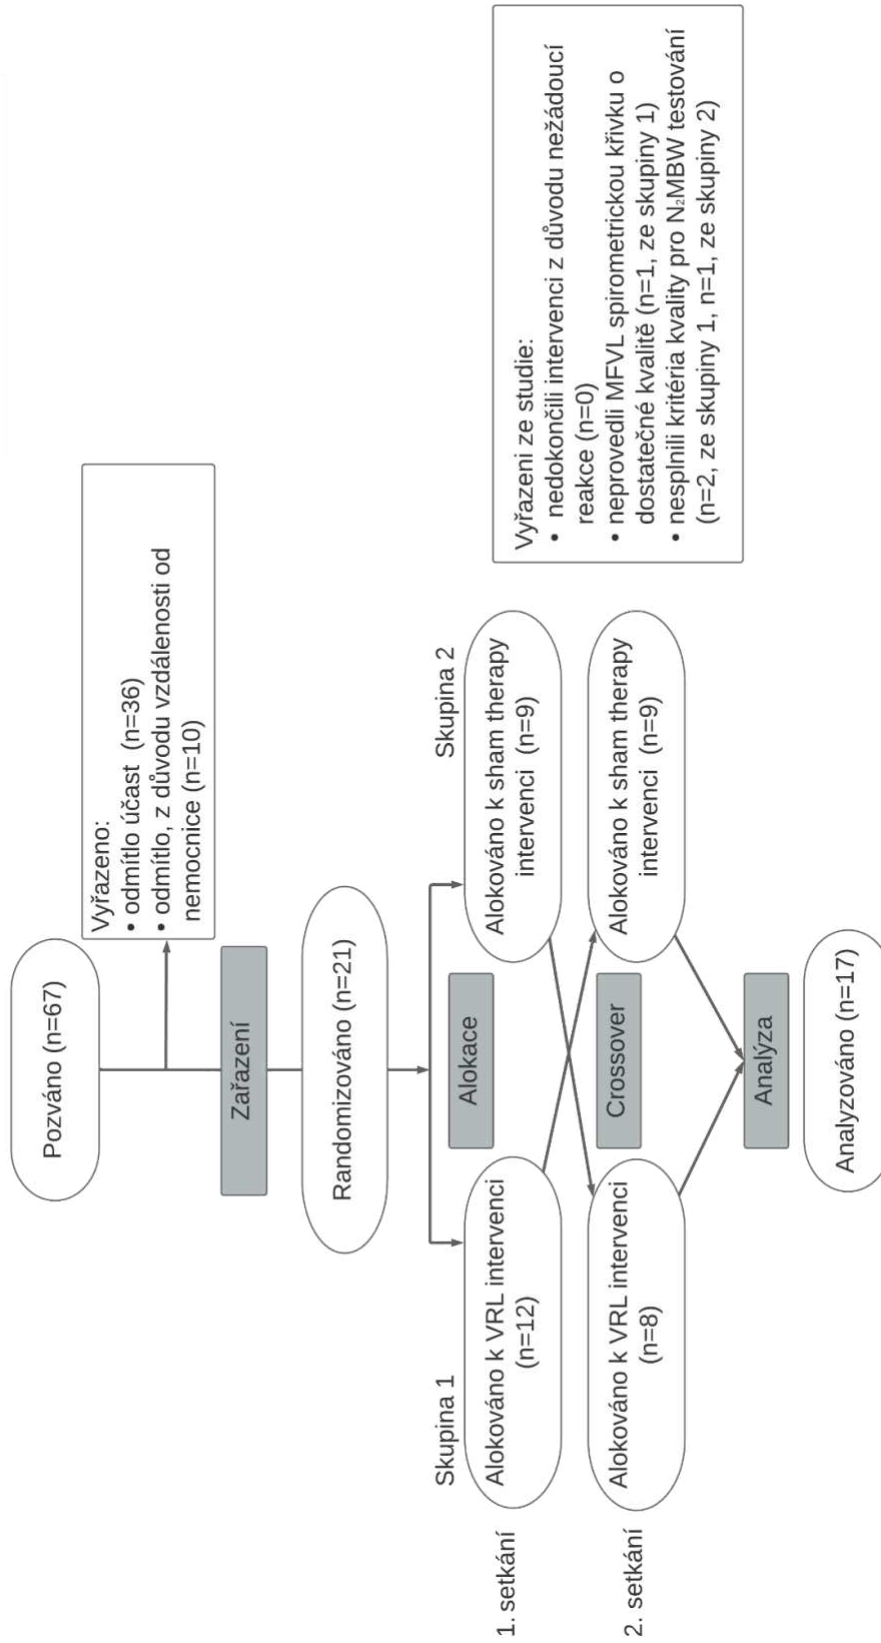 Pozváno (n=67)
Vyřazeno:
• odmítlo účast  (n=36)
• odmítlo, z důvodu vzdálenosti od
nemocnice (n=10)
Zařazení
Randomizováno (n=21)
Skupina 1
Skupina 2
Alokace
1. setkání
Alokováno k VRL intervenci
(n=12)
Alokováno k sham therapy
intervenci  (n=9)
Crossover
2. setkání
Alokováno k VRL intervenci
(n=8)
Alokováno k sham therapy
intervenci  (n=9)
Vyřazeni ze studie:
• nedokončili intervenci z důvodu nežádoucí
reakce (n=0)
• neprovedli MFVL spirometrickou křivku o
dostatečné kvalitě (n=1, ze skupiny 1)
• nesplnili kritéria kvality pro N₂MBW testování
(n=2, ze skupiny 1, n=1, ze skupiny 2)
Analýza
Analyzováno (n=17)